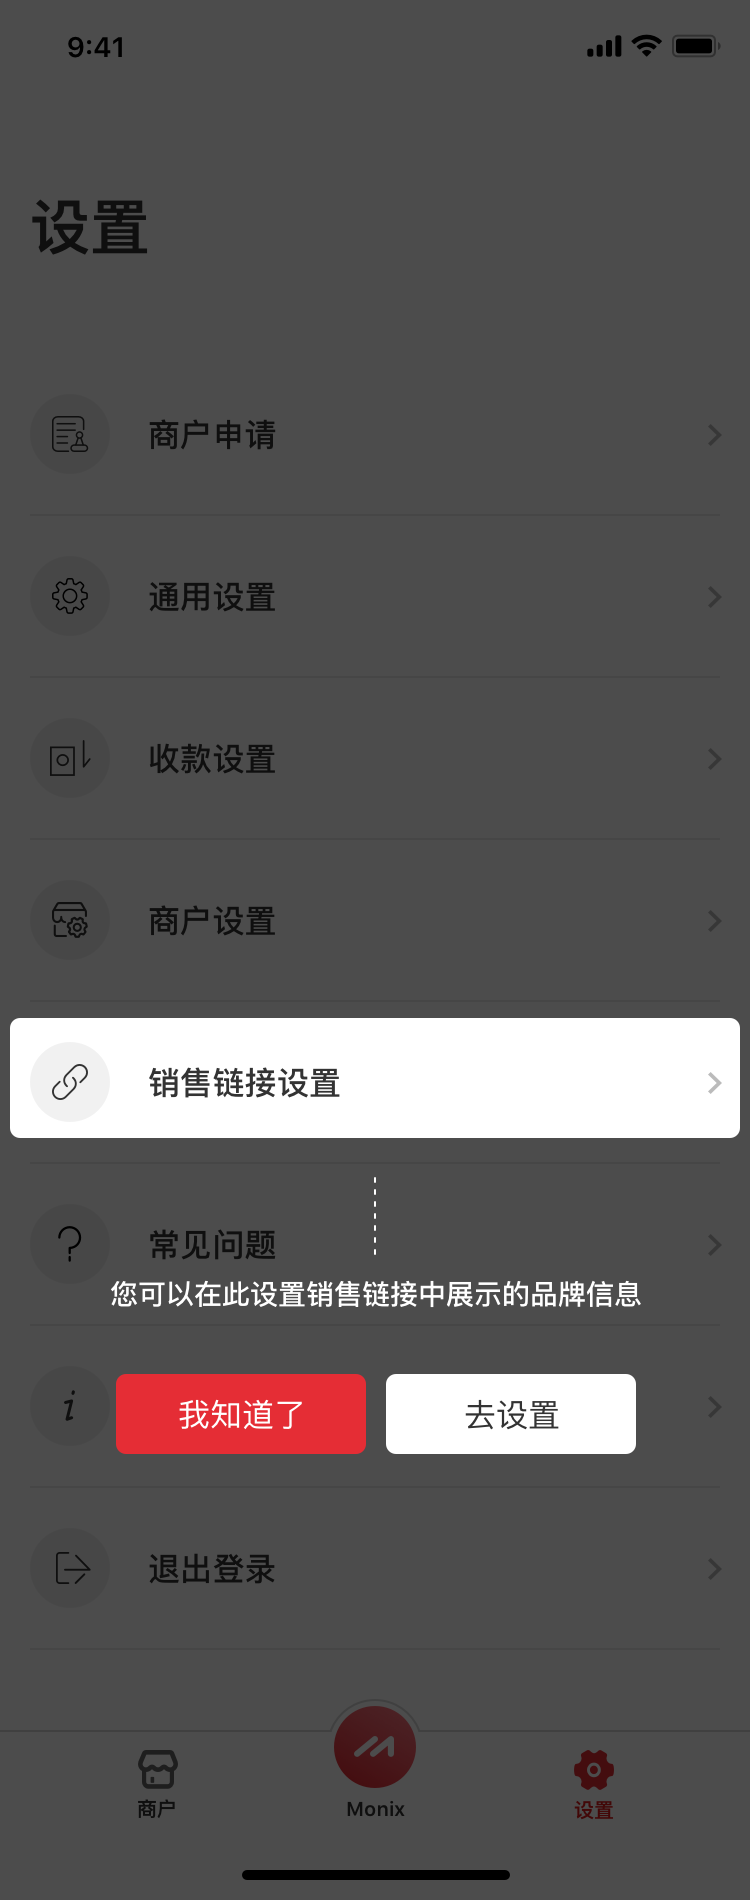 9:41
设置
商户申请
通用设置
收款设置
商户设置
销售链接设置
常见问题
您可以在此设置销售链接中展示的品牌信息
我知道了
去设置
退出登录
商户
Monix
设置